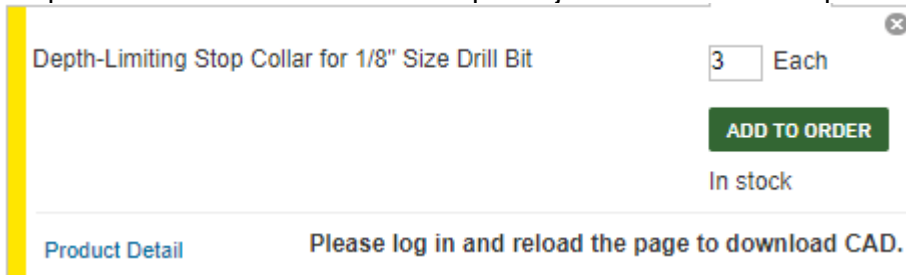 Depth-Limiting Stop Collar for 1/8" Size Drill Bit
3 Each
ADD TO ORDER
In stock
Product Detail
Please log in and reload the page to download CAD.